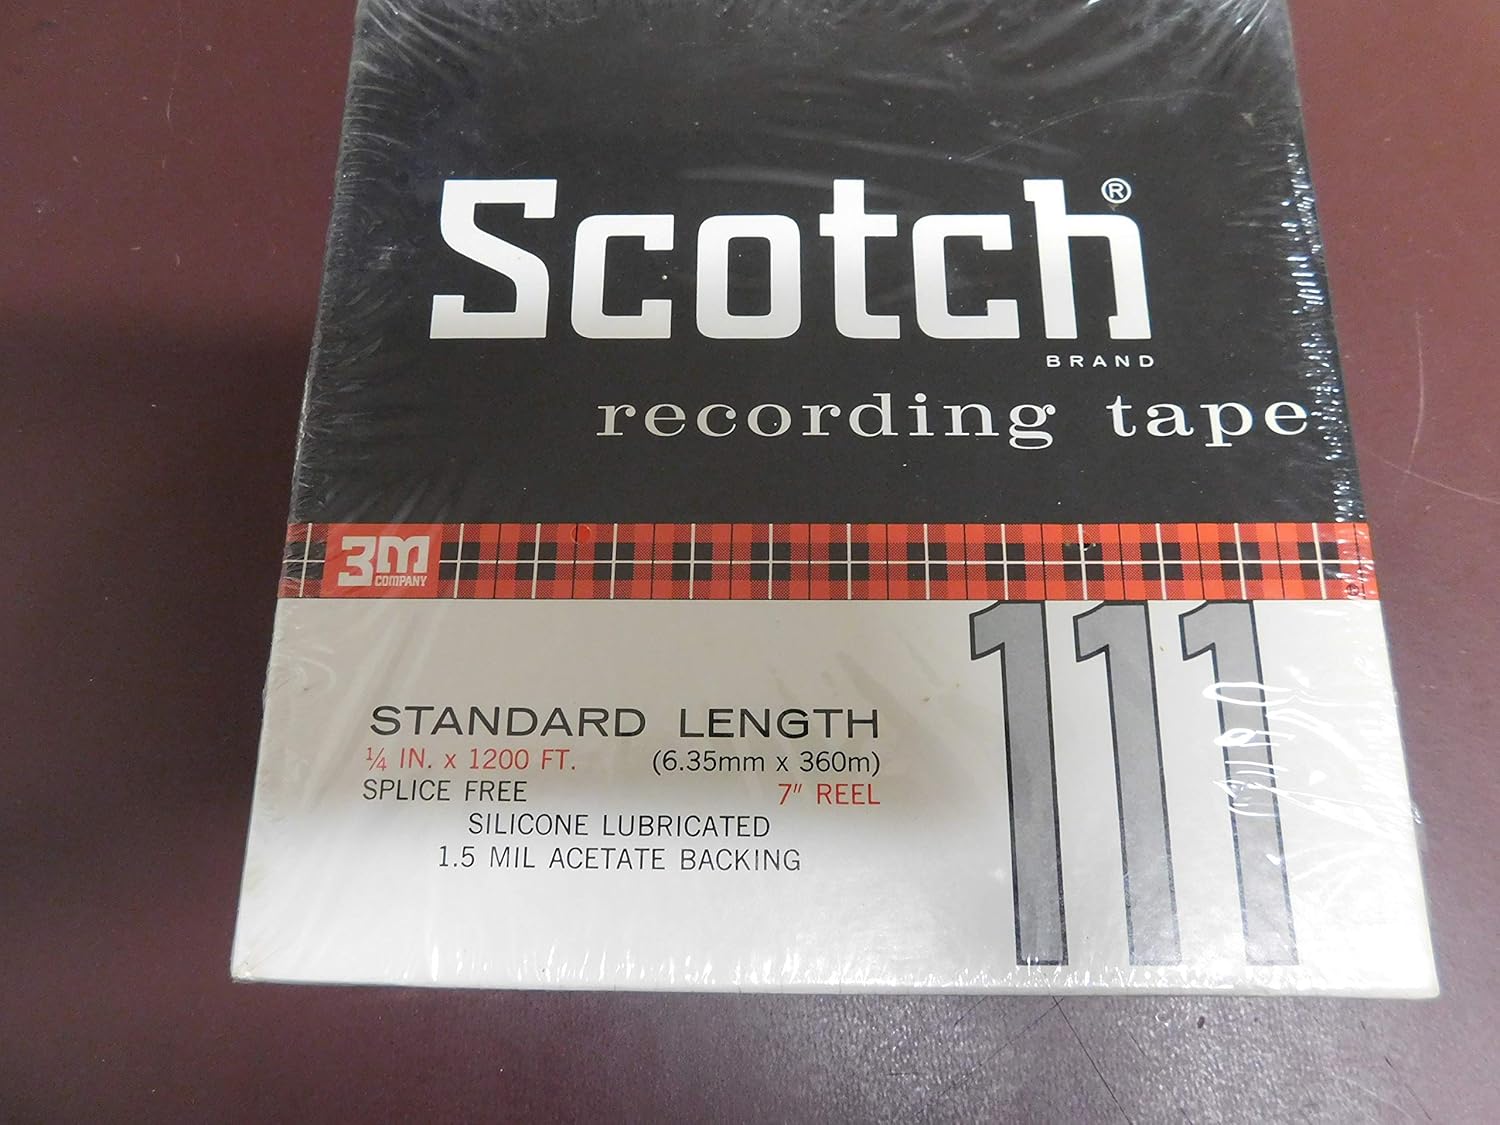 Scotch®
BRAND
recording tape
3M
COMPANY
111
STANDARD LENGTH
¼ IN. x 1200 FT. (6.35mm x 360m)
SPLICE FREE 7" REEL
SILICONE LUBRICATED
1.5 MIL ACETATE BACKING